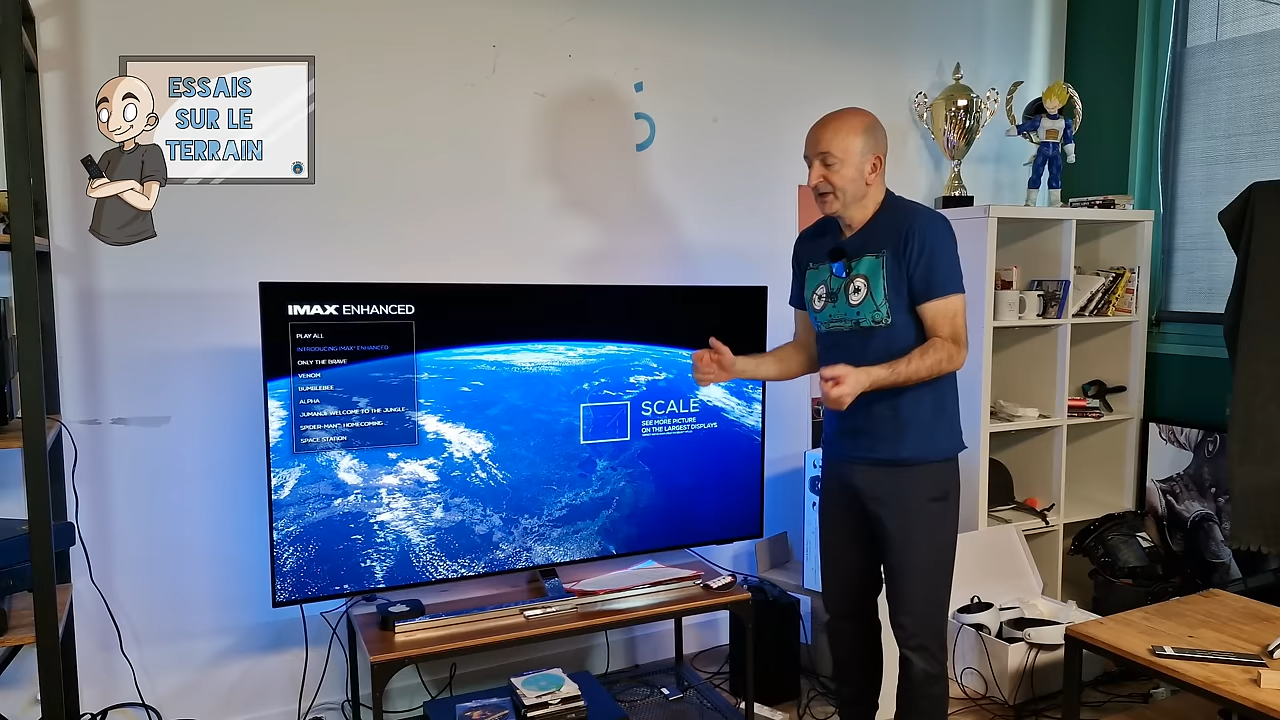 ESSAIS
SUR LE
TERRAIN
IMAX ENHANCED
PLAY ALL
INTRODUCING IMAX® ENHANCED
ONLY THE BRAVE
VENOM
BUMBLEBEE
ALPHA
JUMANJI: WELCOME TO THE JUNGLE
SPIDER-MAN™: HOMECOMING
SPACE STATION
SCALE
SEE MORE PICTURE
ON THE LARGEST DISPLAYS